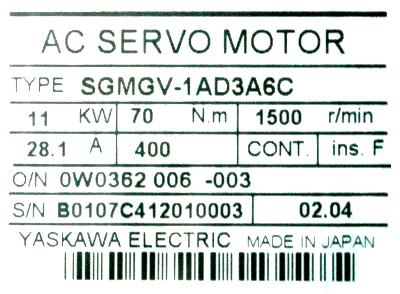 AC SERVO MOTOR
TYPE SGMGV-1AD3A6C
11 KW 70 N.m 1500 r/min
28.1 A 400 CONT. ins. F
O/N 0W0362 006 -003
S/N B0107C412010003 02.04
YASKAWA ELECTRIC MADE IN JAPAN